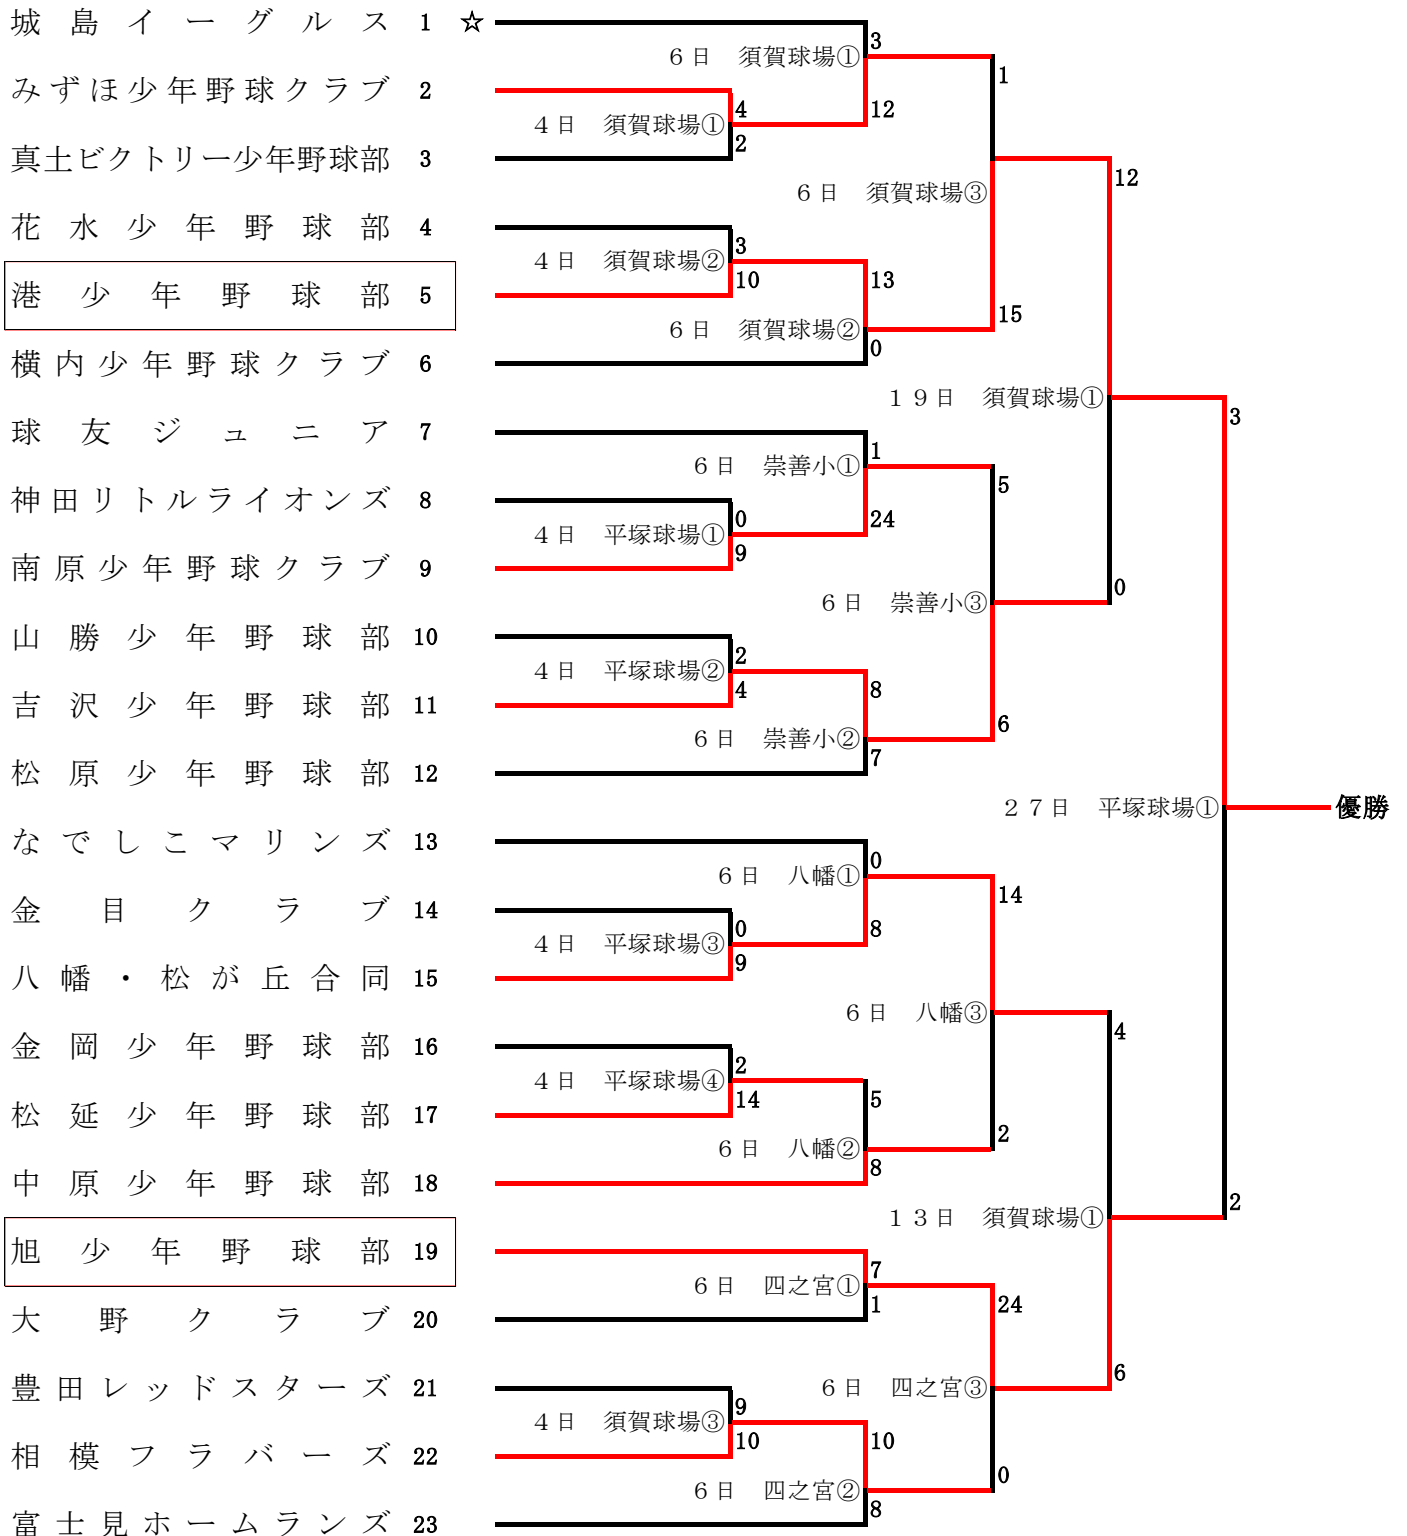 城島イーグルス 1 ☆
3
6日 須賀球場①
1
みずほ少年野球クラブ 2
4
12
4日 須賀球場①
2
真土ビクトリー少年野球部 3
12
6日 須賀球場③
花水少年野球部 4
3
4日 須賀球場②
10
13
港少年野球部 5
15
6日 須賀球場②
0
横内少年野球クラブ 6
19日 須賀球場①
3
球友ジュニア 7
1
6日 崇善小①
5
神田リトルライオンズ 8
0
24
4日 平塚球場①
9
南原少年野球クラブ 9
0
6日 崇善小③
山勝少年野球部 10
2
4日 平塚球場②
4
8
吉沢少年野球部 11
6
6日 崇善小②
7
松原少年野球部 12
27日 平塚球場①
優勝
なでしこマリンズ 13
0
6日 八幡①
14
金目クラブ 14
0
8
4日 平塚球場③
9
八幡・松が丘合同 15
6日 八幡③
4
金岡少年野球部 16
2
4日 平塚球場④
14
5
松延少年野球部 17
2
6日 八幡②
8
中原少年野球部 18
2
13日 須賀球場①
旭少年野球部 19
7
6日 四之宮①
1
24
大野クラブ 20
6
豊田レッドスターズ 21
6日 四之宮③
9
4日 須賀球場③
10
10
相模フラバーズ 22
0
6日 四之宮②
8
富士見ホームランズ 23